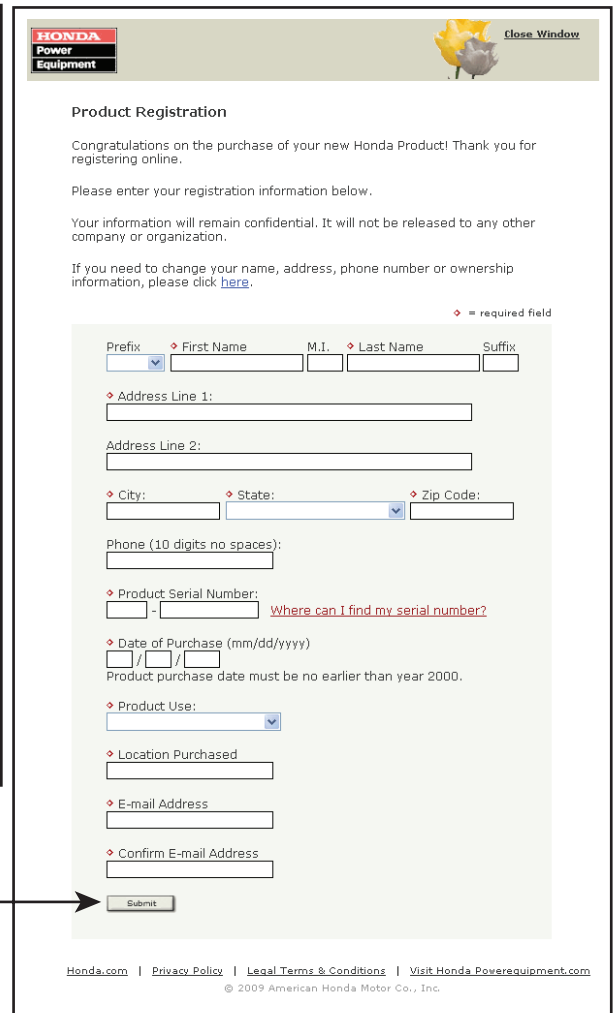 HONDA
Power
Equipment
Close Window
Product Registration
Congratulations on the purchase of your new Honda Product! Thank you for
registering online.
Please enter your registration information below.
Your information will remain confidential. It will not be released to any other
company or organization.
If you need to change your name, address, phone number or ownership
information, please click here.
= required field
Prefix First Name M.I. Last Name Suffix
Address Line 1:
Address Line 2:
City: State: Zip Code:
Phone (10 digits no spaces):
Product Serial Number:
- Where can I find my serial number?
Date of Purchase (mm/dd/yyyy)
/ /
Product purchase date must be no earlier than year 2000.
Product Use:
Location Purchased
E-mail Address
Confirm E-mail Address
Submit
Honda.com | Privacy Policy | Legal Terms & Conditions | Visit Honda Powerequipment.com
© 2009 American Honda Motor Co., Inc.